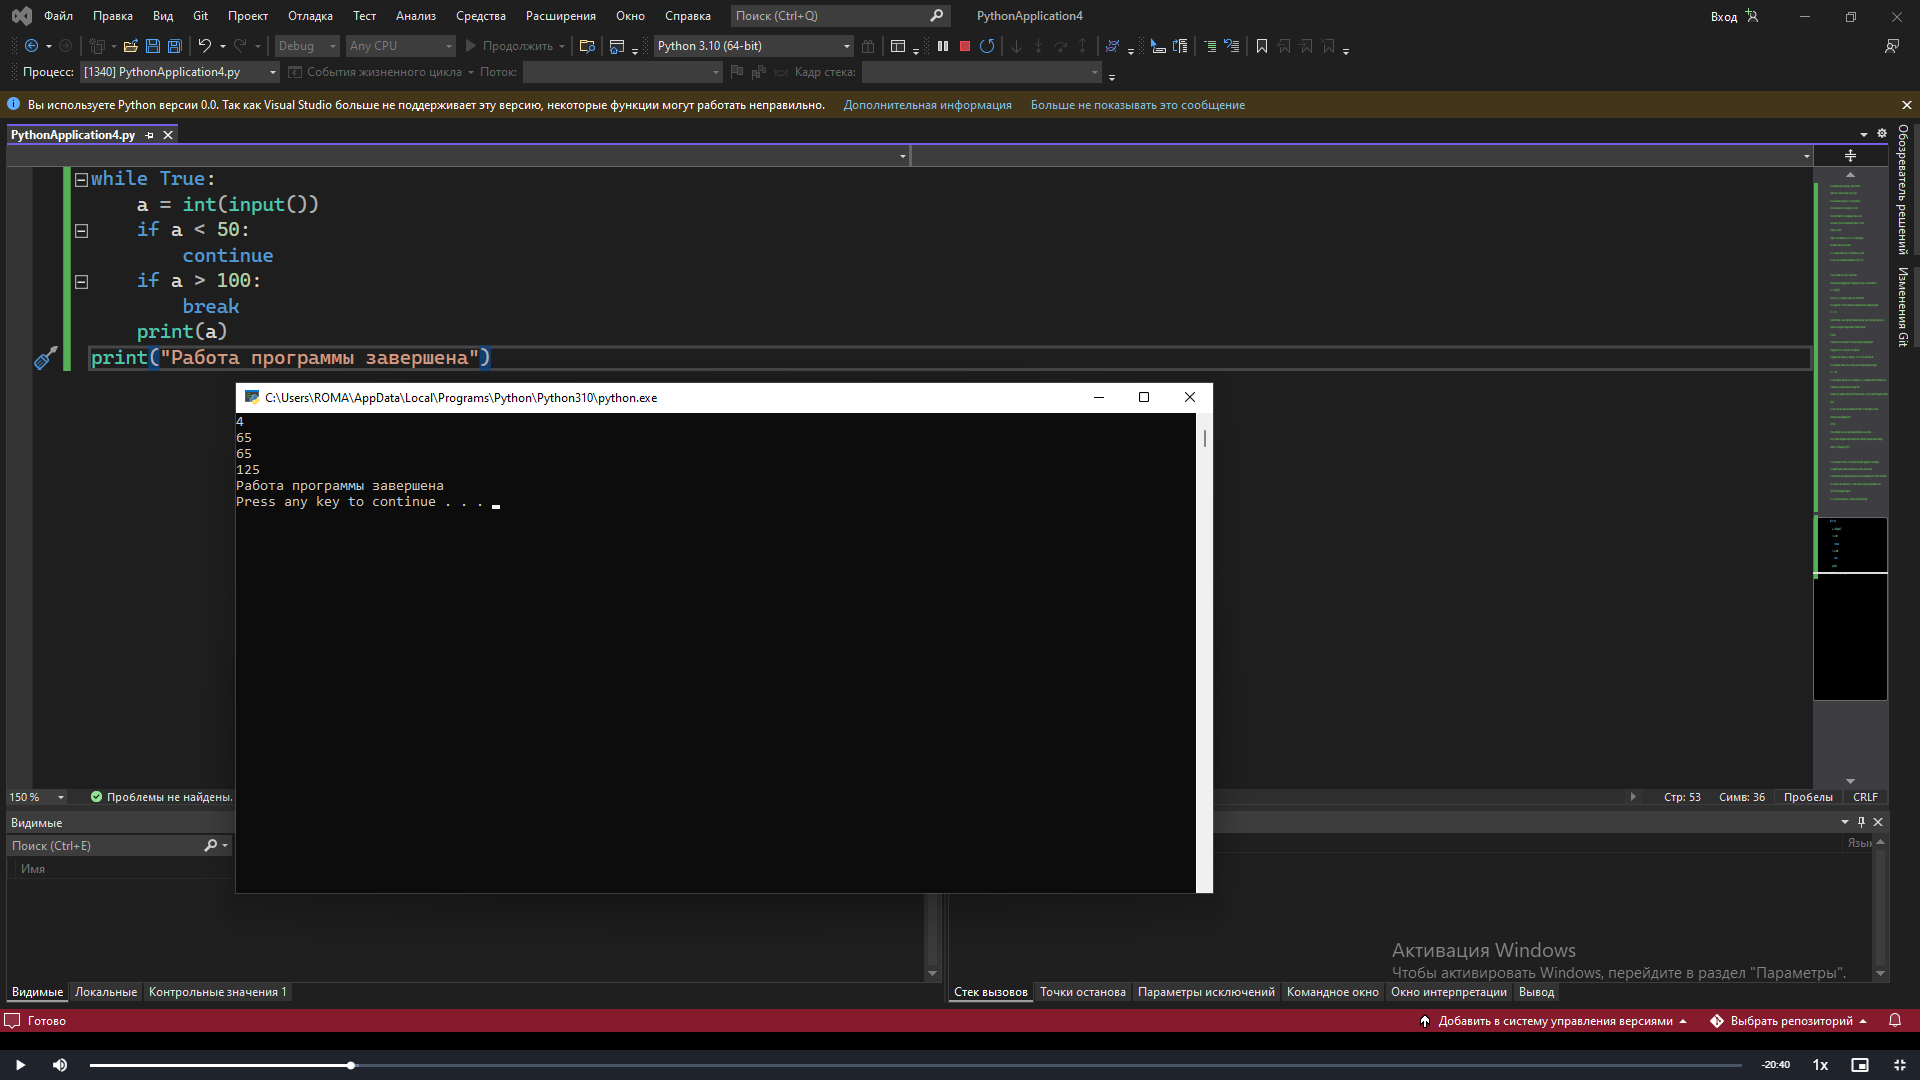 Файл Правка Вид Git Проект Отладка Тест Анализ Средства Расширения Окно Справка Поиск (Ctrl+Q) PythonApplication4 Вход
Debug Any CPU Продолжить Python 3.10 (64-bit)
Процесс: [1340] PythonApplication4.py События жизненного цикла Поток: Кадр стека:
Вы используете Python версии 0.0. Так как Visual Studio больше не поддерживает эту версию, некоторые функции могут работать неправильно. Дополнительная информация Больше не показывать это сообщение
PythonApplication4.py
Обозреватель решений
Изменения Git
while True:
a = int(input())
if a < 50:
continue
if a > 100:
break
print(a)
print("Работа программы завершена")
C:\Users\ROMA\AppData\Local\Programs\Python\Python310\python.exe
4
65
65
125
Работа программы завершена
Press any key to continue . . .
150 % Проблемы не найдены. Стр: 53 Симв: 36 Пробелы CRLF
Видимые
Поиск (Ctrl+E)
Имя
Язык
Активация Windows
Чтобы активировать Windows, перейдите в раздел "Параметры".
Видимые Локальные Контрольные значения 1 Стек вызовов Точки останова Параметры исключений Командное окно Окно интерпретации Вывод
Готово Добавить в систему управления версиями Выбрать репозиторий
-20:40 1x